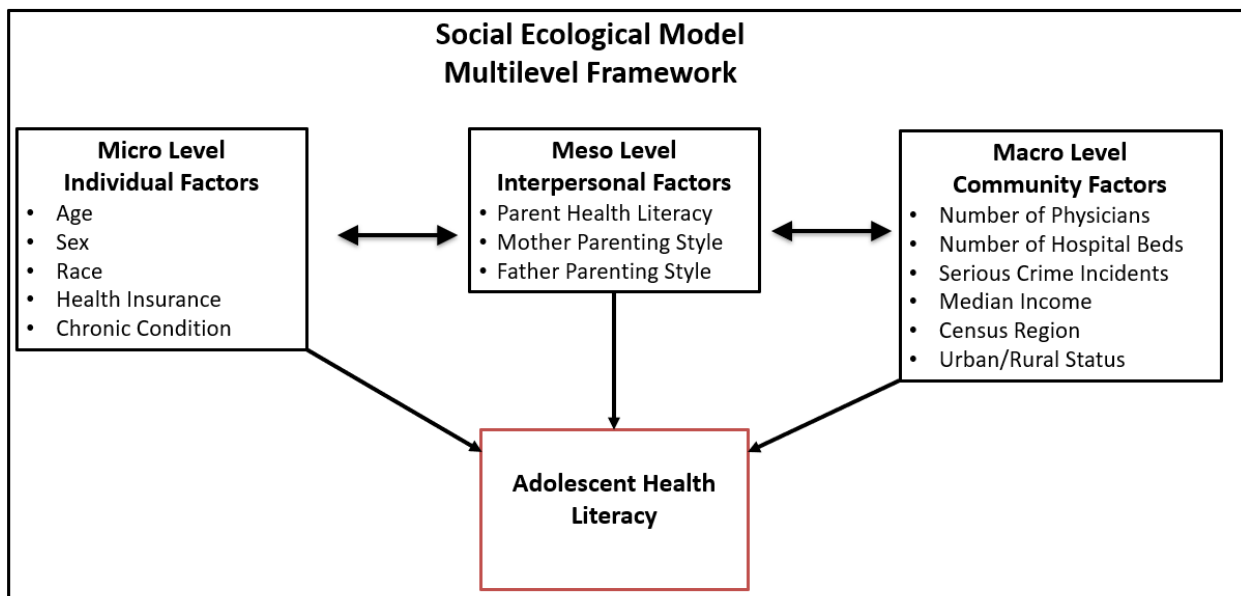 Social Ecological Model
Multilevel Framework
Micro Level
Individual Factors
• Age
• Sex
• Race
• Health Insurance
• Chronic Condition
Meso Level
Interpersonal Factors
• Parent Health Literacy
• Mother Parenting Style
• Father Parenting Style
Macro Level
Community Factors
• Number of Physicians
• Number of Hospital Beds
• Serious Crime Incidents
• Median Income
• Census Region
• Urban/Rural Status
Adolescent Health
Literacy